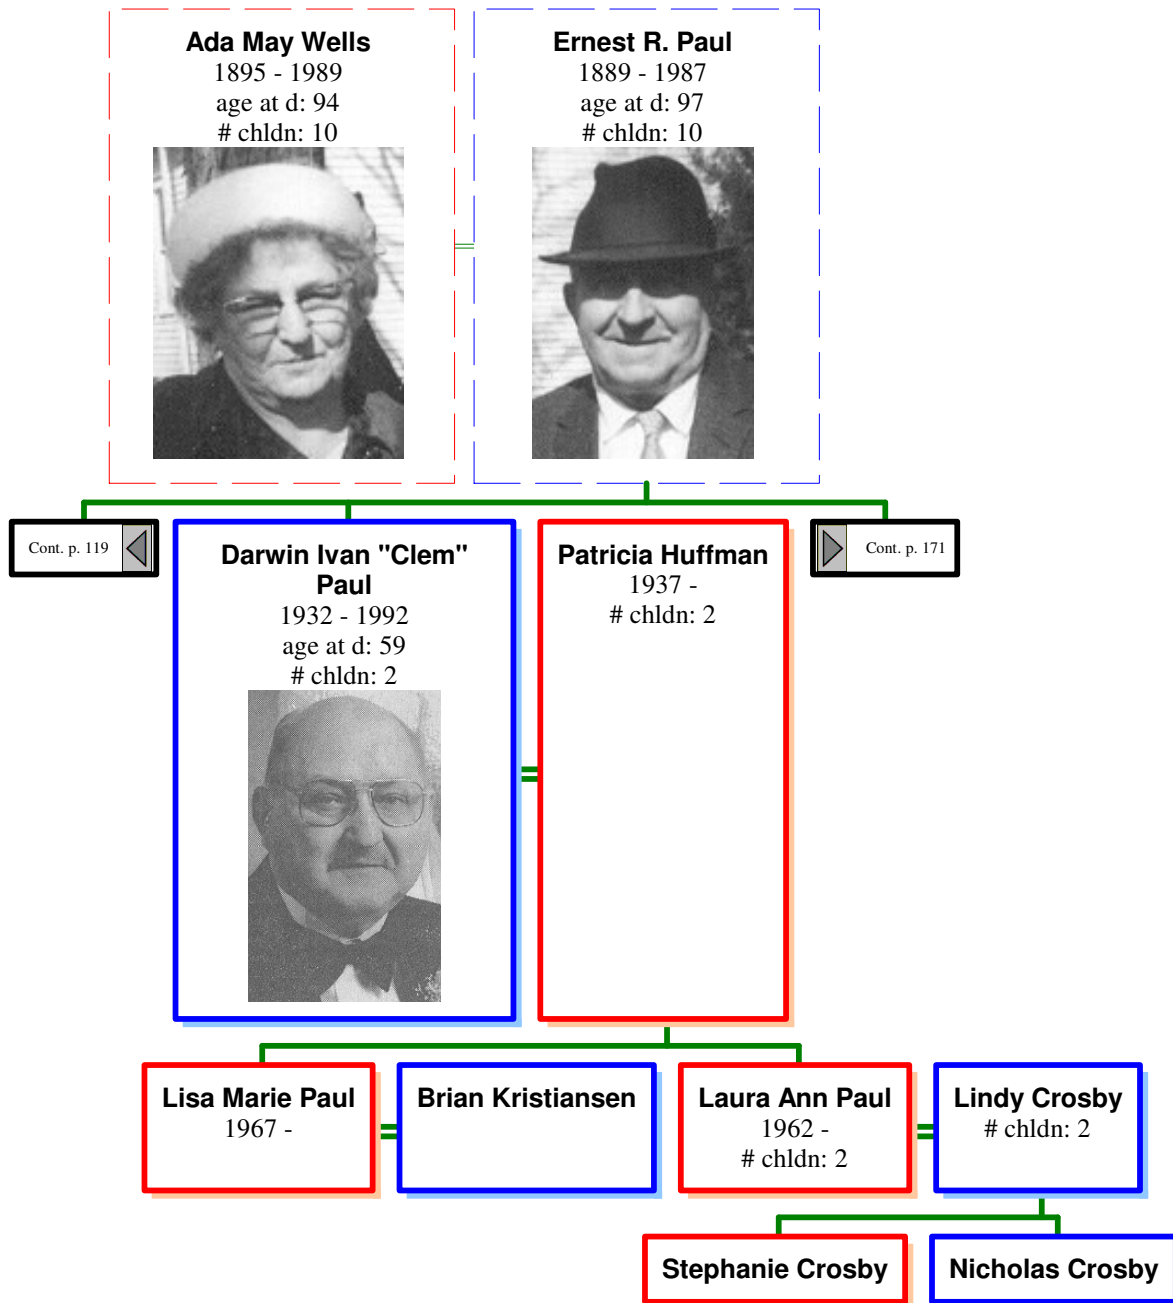 Ada May Wells
1895 - 1989
age at d: 94
# chldn: 10
Ernest R. Paul
1889 - 1987
age at d: 97
# chldn: 10
Cont. p. 119
Darwin Ivan "Clem"
Paul
1932 - 1992
age at d: 59
# chldn: 2
Patricia Huffman
1937 -
# chldn: 2
Cont. p. 171
Lisa Marie Paul
1967 -
Brian Kristiansen
Laura Ann Paul
1962 -
# chldn: 2
Lindy Crosby
# chldn: 2
Stephanie Crosby
Nicholas Crosby